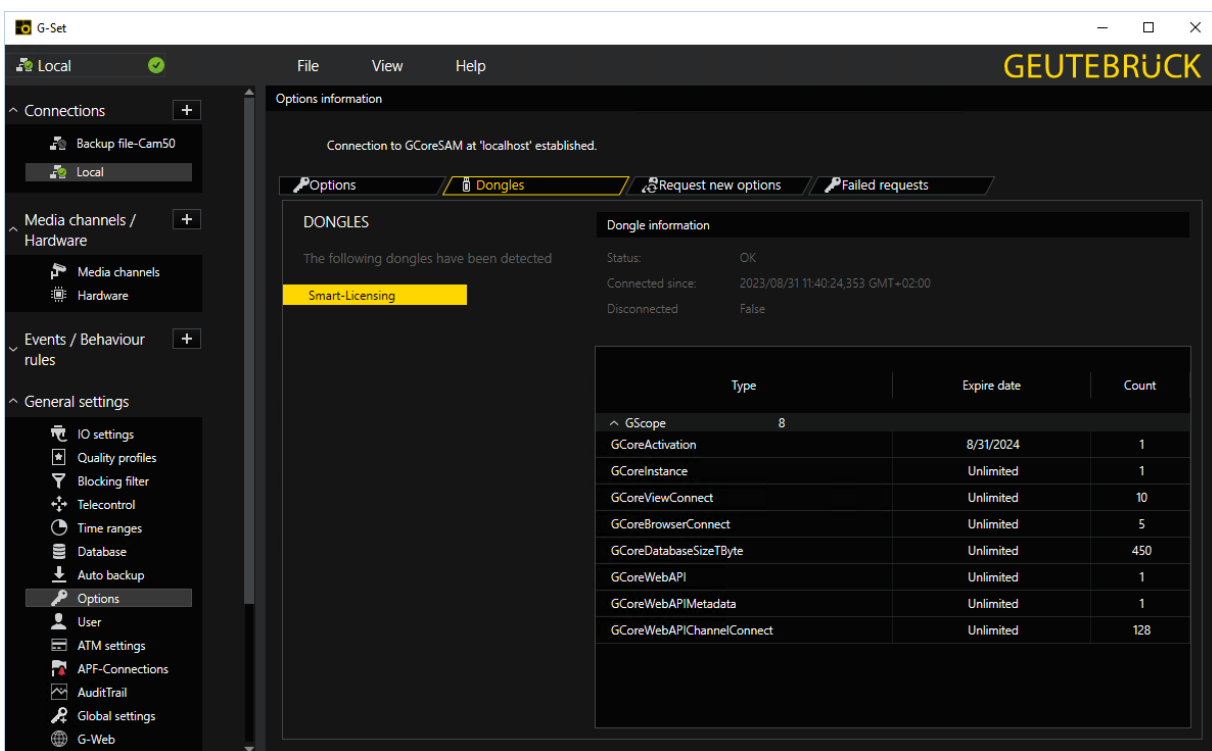 G-Set
Local
File View Help
GEUTEBRÜCK
Connections +
Backup file-Cam50
Local
Media channels / +
Hardware
Media channels
Hardware
Events / Behaviour +
rules
General settings
IO settings
Quality profiles
Blocking filter
Telecontrol
Time ranges
Database
Auto backup
Options
User
ATM settings
APF-Connections
AuditTrail
Global settings
G-Web
Options information
Connection to GCoreSAM at 'localhost' established.
Options Dongles Request new options Failed requests
DONGLES
The following dongles have been detected
Smart-Licensing
Dongle information
Status: OK
Connected since: 2023/08/31 11:40:24,353 GMT+02:00
Disconnected False
Type Expire date Count
GScope 8
GCoreActivation 8/31/2024 1
GCoreInstance Unlimited 1
GCoreViewConnect Unlimited 10
GCoreBrowserConnect Unlimited 5
GCoreDatabaseSizeTByte Unlimited 450
GCoreWebAPI Unlimited 1
GCoreWebAPIMetadata Unlimited 1
GCoreWebAPIChannelConnect Unlimited 128